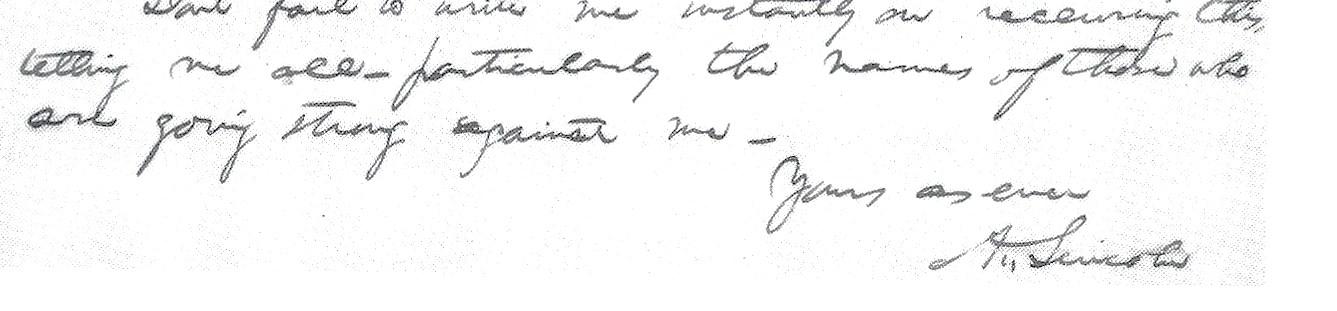 Dont fail to write me instantly on receiving this,
telling me all — particularly the names of those who
are going strong against me —
Yours as ever
A. Lincoln